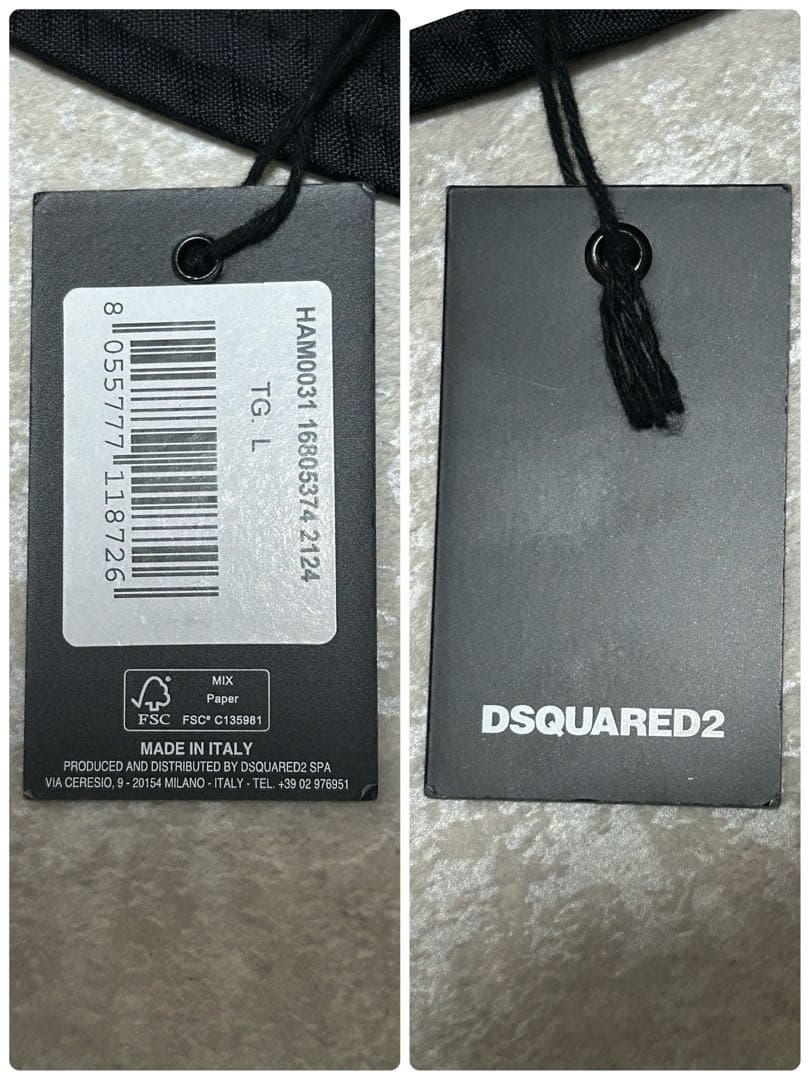 HAM0031 16805374 2124
TG. L
8 055777 118726
MIX
Paper
FSC® C135981
FSC
MADE IN ITALY
PRODUCED AND DISTRIBUTED BY DSQUARED2 SPA
VIA CERESIO, 9 - 20154 MILANO - ITALY - TEL. +39 02 976951
DSQUARED2